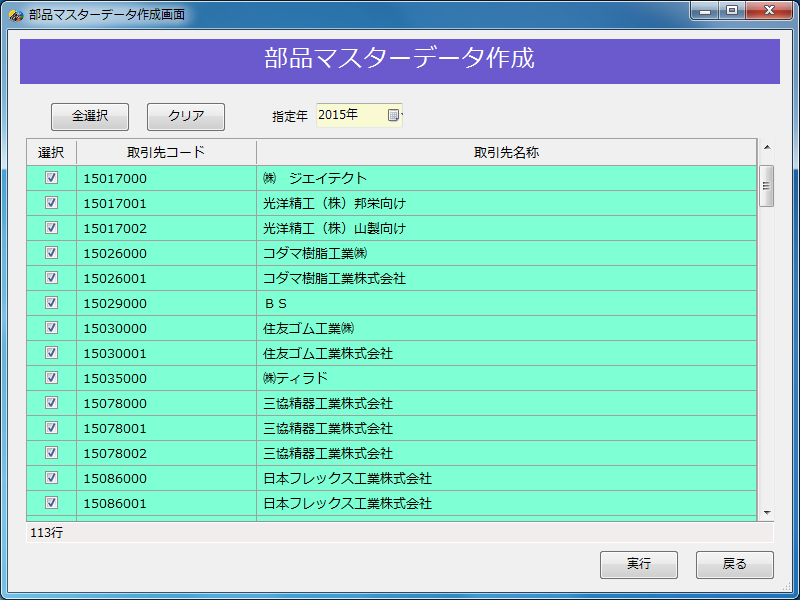 部品マスターデータ作成画面
部品マスターデータ作成
全選択 クリア 指定年 2015年
選択 取引先コード 取引先名称
15017000 ㈱　ジエイテクト
15017001 光洋精工（株）邦栄向け
15017002 光洋精工（株）山製向け
15026000 コダマ樹脂工業㈱
15026001 コダマ樹脂工業株式会社
15029000 ＢＳ
15030000 住友ゴム工業㈱
15030001 住友ゴム工業株式会社
15035000 ㈱ティラド
15078000 三協精器工業株式会社
15078001 三協精器工業株式会社
15078002 三協精器工業株式会社
15086000 日本フレックス工業株式会社
15086001 日本フレックス工業株式会社
113行
実行 戻る